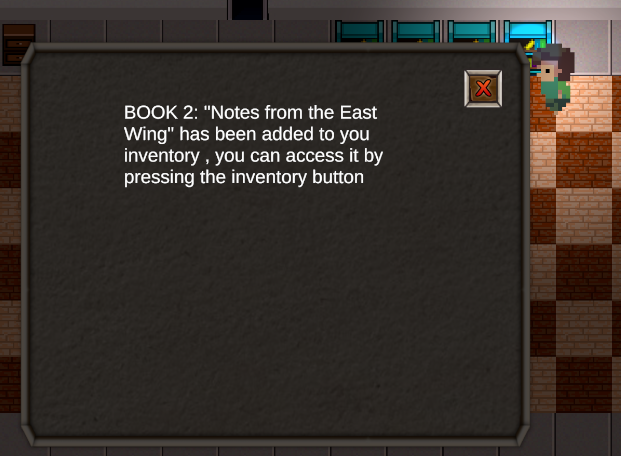 BOOK 2: "Notes from the East
Wing" has been added to you
inventory , you can access it by
pressing the inventory button